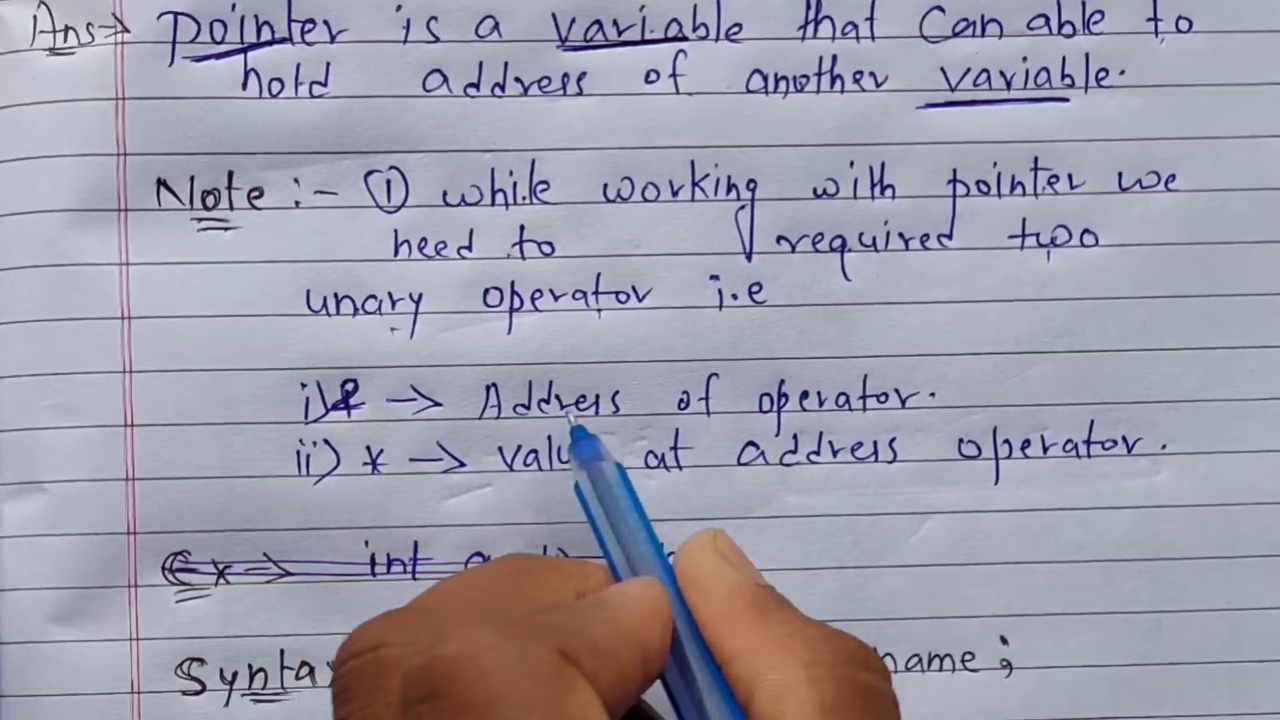 Ans→ Pointer is a variable that can able to
hold address of another variable.
Note :- ① while working with pointer we
need to required two
unary operator i.e
i) & → Address of operator.
ii) * → value at address operator.
Ex → int
Syntax name;